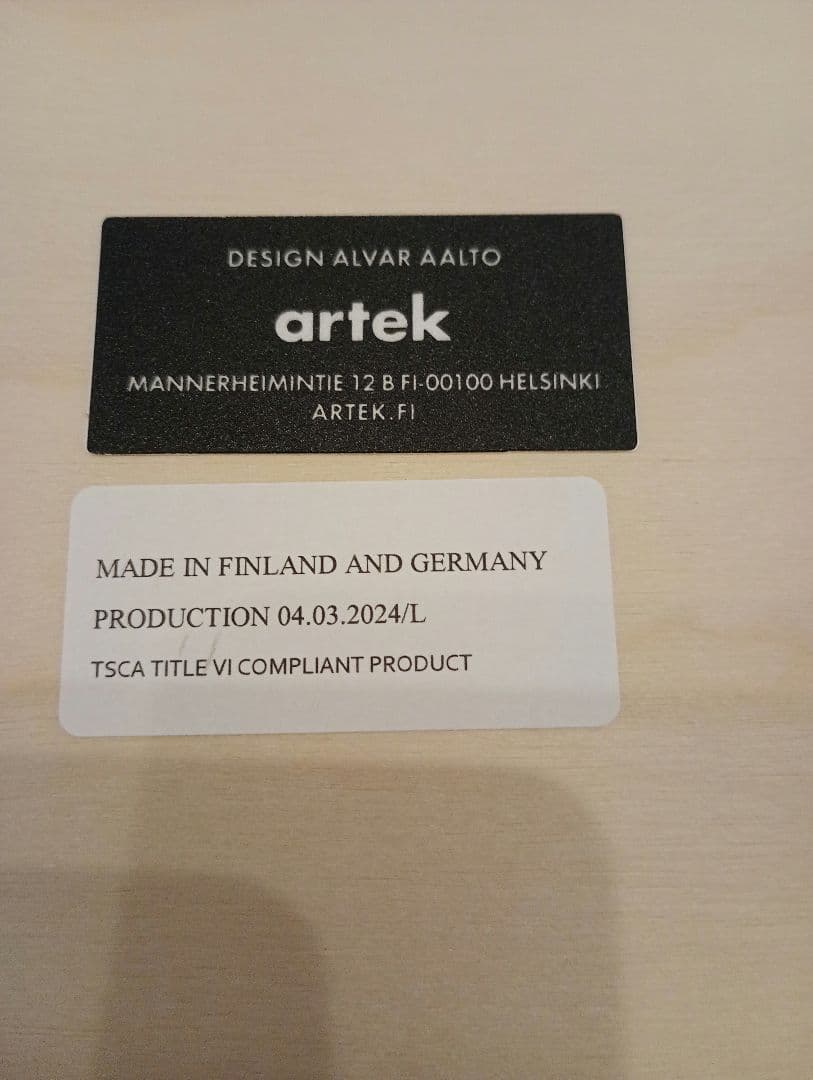 DESIGN ALVAR AALTO
artek
MANNERHEIMINTIE 12 B FI-00100 HELSINKI
ARTEK.FI
MADE IN FINLAND AND GERMANY
PRODUCTION 04.03.2024/L
TSCA TITLE VI COMPLIANT PRODUCT